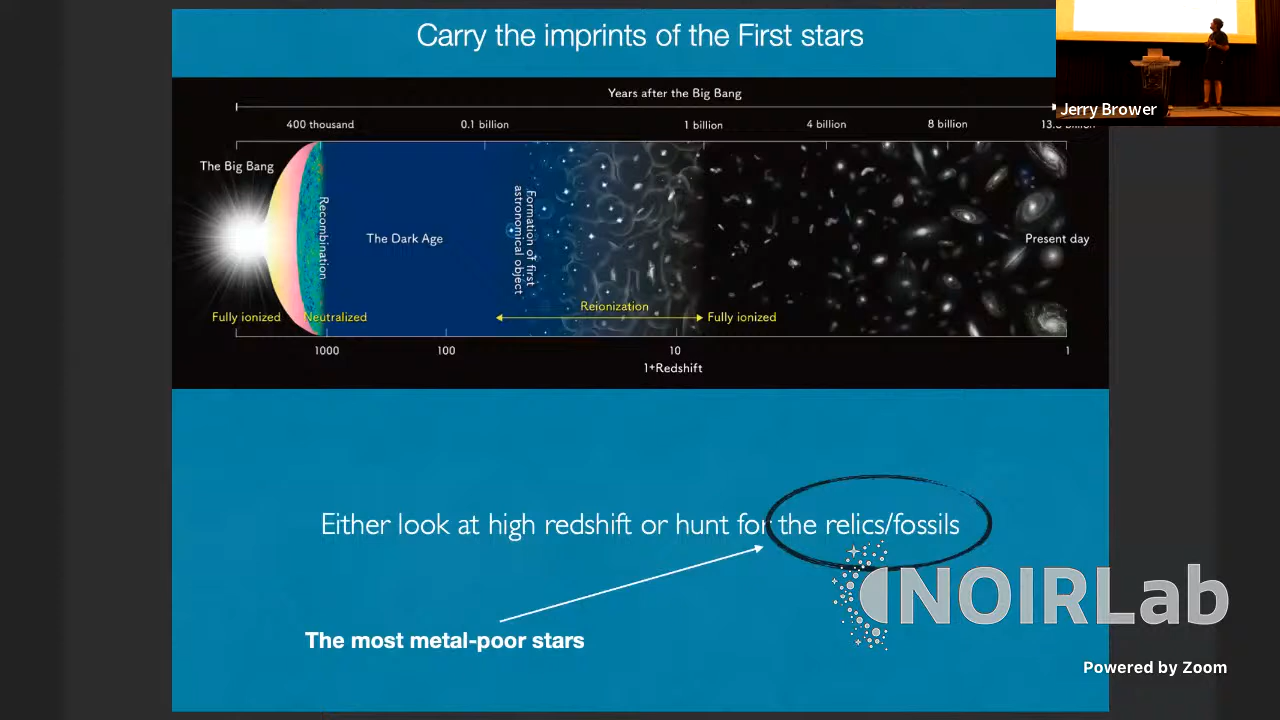 Carry the imprints of the First stars
Jerry Brower
Years after the Big Bang
400 thousand
0.1 billion
1 billion
4 billion
8 billion
The Big Bang
Recombination
The Dark Age
Formation of first
astronomical object
Present day
Reionization
Fully ionized
Neutralized
Fully ionized
1000
100
10
1
1+Redshift
Either look at high redshift or hunt for the relics/fossils
NOIRLab
The most metal-poor stars
Powered by Zoom